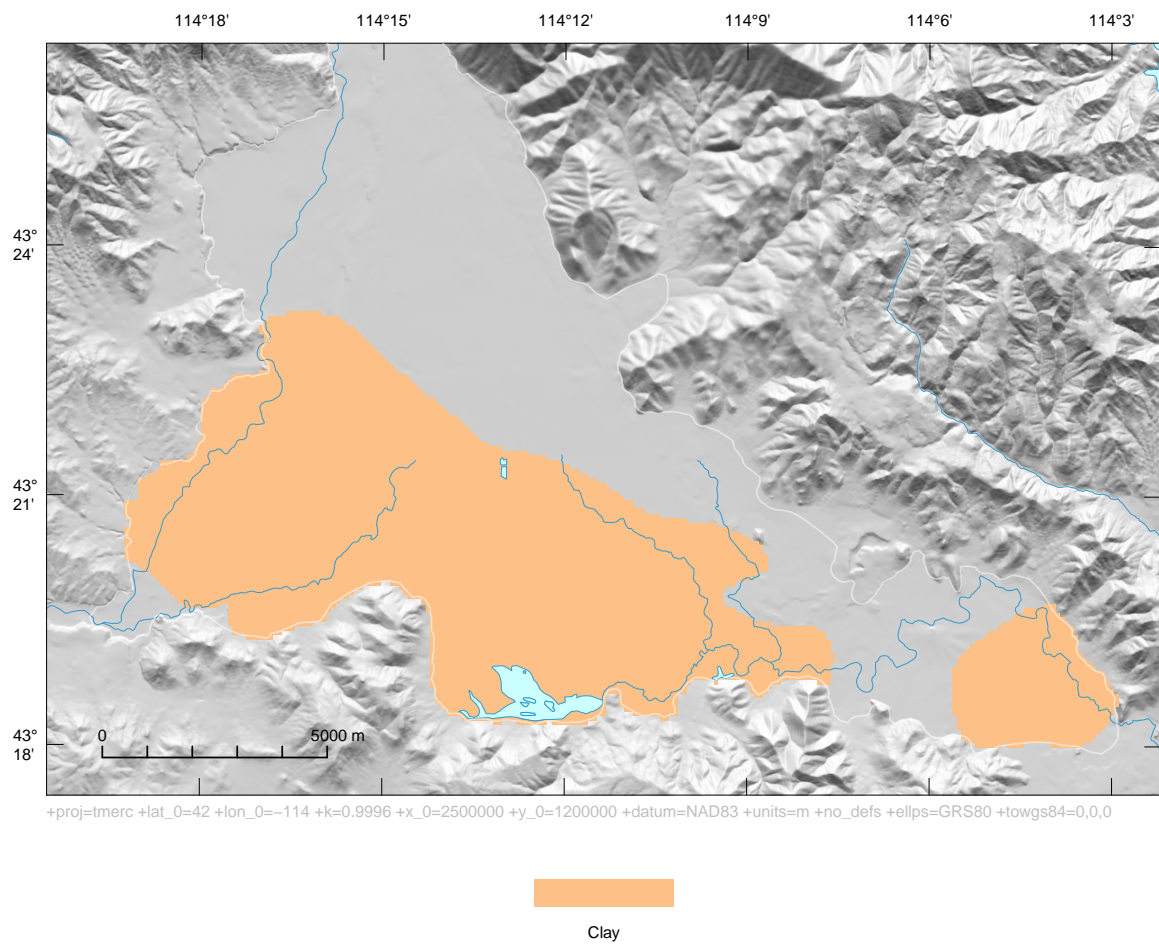 114°18' 114°15' 114°12' 114°9' 114°6' 114°3'
43°
24'
43°
21'
43°
18'
0 5000 m
+proj=tmerc +lat_0=42 +lon_0=−114 +k=0.9996 +x_0=2500000 +y_0=1200000 +datum=NAD83 +units=m +no_defs +ellps=GRS80 +towgs84=0,0,0
Clay